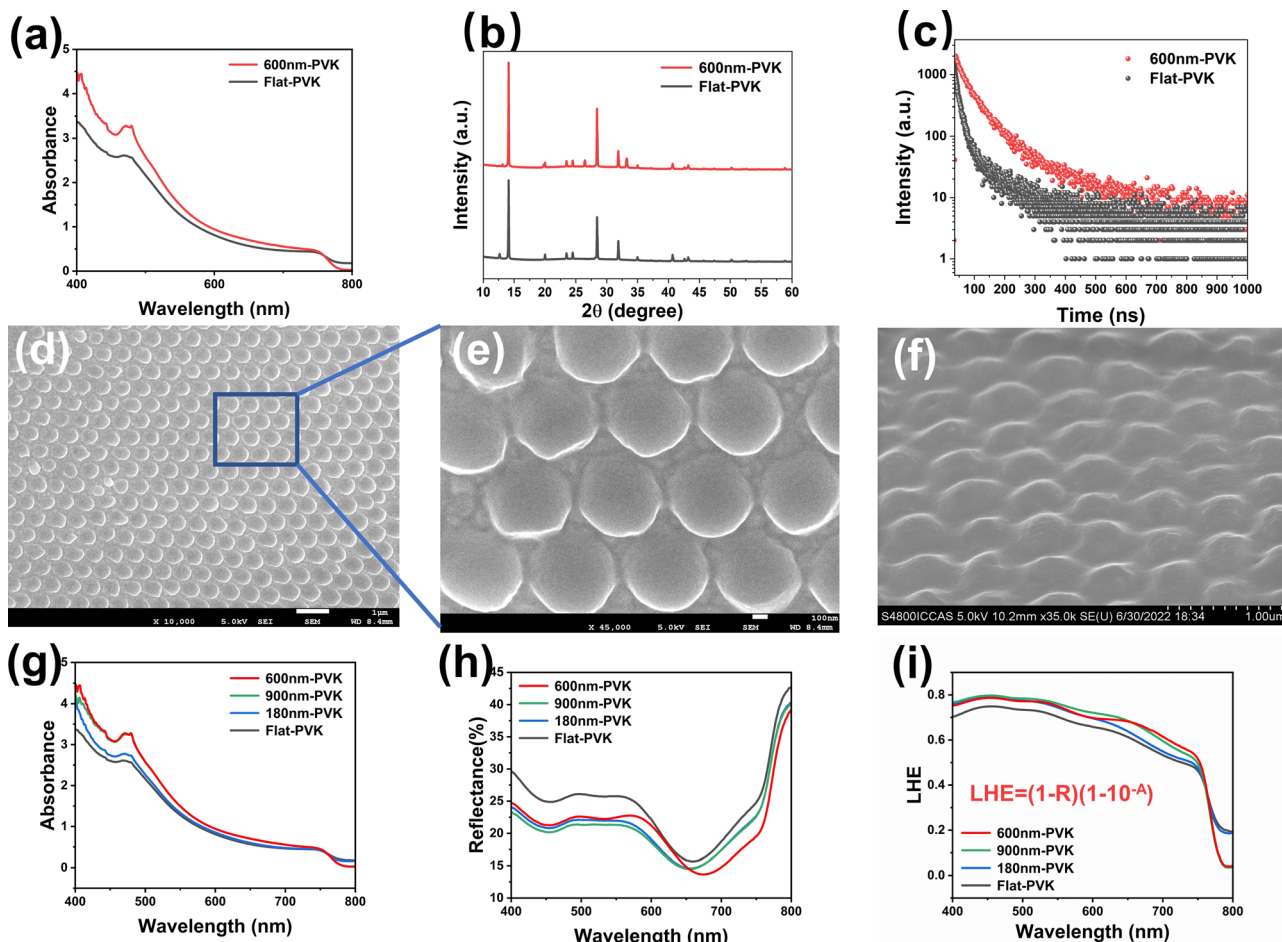 (a)
600nm-PVK
Flat-PVK
5
4
3
2
1
0
400 500 600 700 800
Absorbance
Wavelength (nm)
(b)
600nm-PVK
Flat-PVK
Intensity (a.u.)
10 15 20 25 30 35 40 45 50 55 60
2θ (degree)
(c)
600nm-PVK
Flat-PVK
1000
100
10
1
Intensity (a.u.)
100 200 300 400 500 600 700 800 900 1000
Time (ns)
(d)
1μm
X 10,000 5.0kV SEI SEM WD 8.4mm
(e)
100nm
X 45,000 5.0kV SEI SEM WD 8.4mm
(f)
S4800ICCAS 5.0kV 10.2mm x35.0k SE(U) 6/30/2022 18:34 1.00um
(g)
600nm-PVK
900nm-PVK
180nm-PVK
Flat-PVK
5
4
3
2
1
0
400 500 600 700 800
Absorbance
Wavelength (nm)
(h)
600nm-PVK
900nm-PVK
180nm-PVK
Flat-PVK
45
40
35
30
25
20
15
10
5
0
400 500 600 700 800
Reflectance(%)
Wavelength (nm)
(i)
0.8
0.6
0.4
0.2
0.0
LHE
LHE=(1-R)(1-10^-A)
600nm-PVK
900nm-PVK
180nm-PVK
Flat-PVK
400 500 600 700 800
Wavelength (nm)